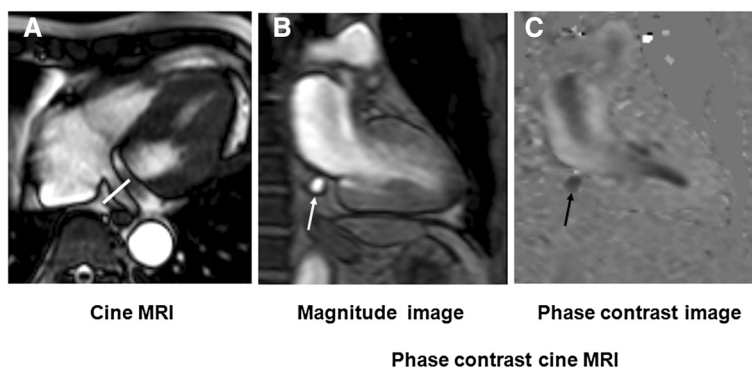 A B C
Cine MRI Magnitude image Phase contrast image
Phase contrast cine MRI